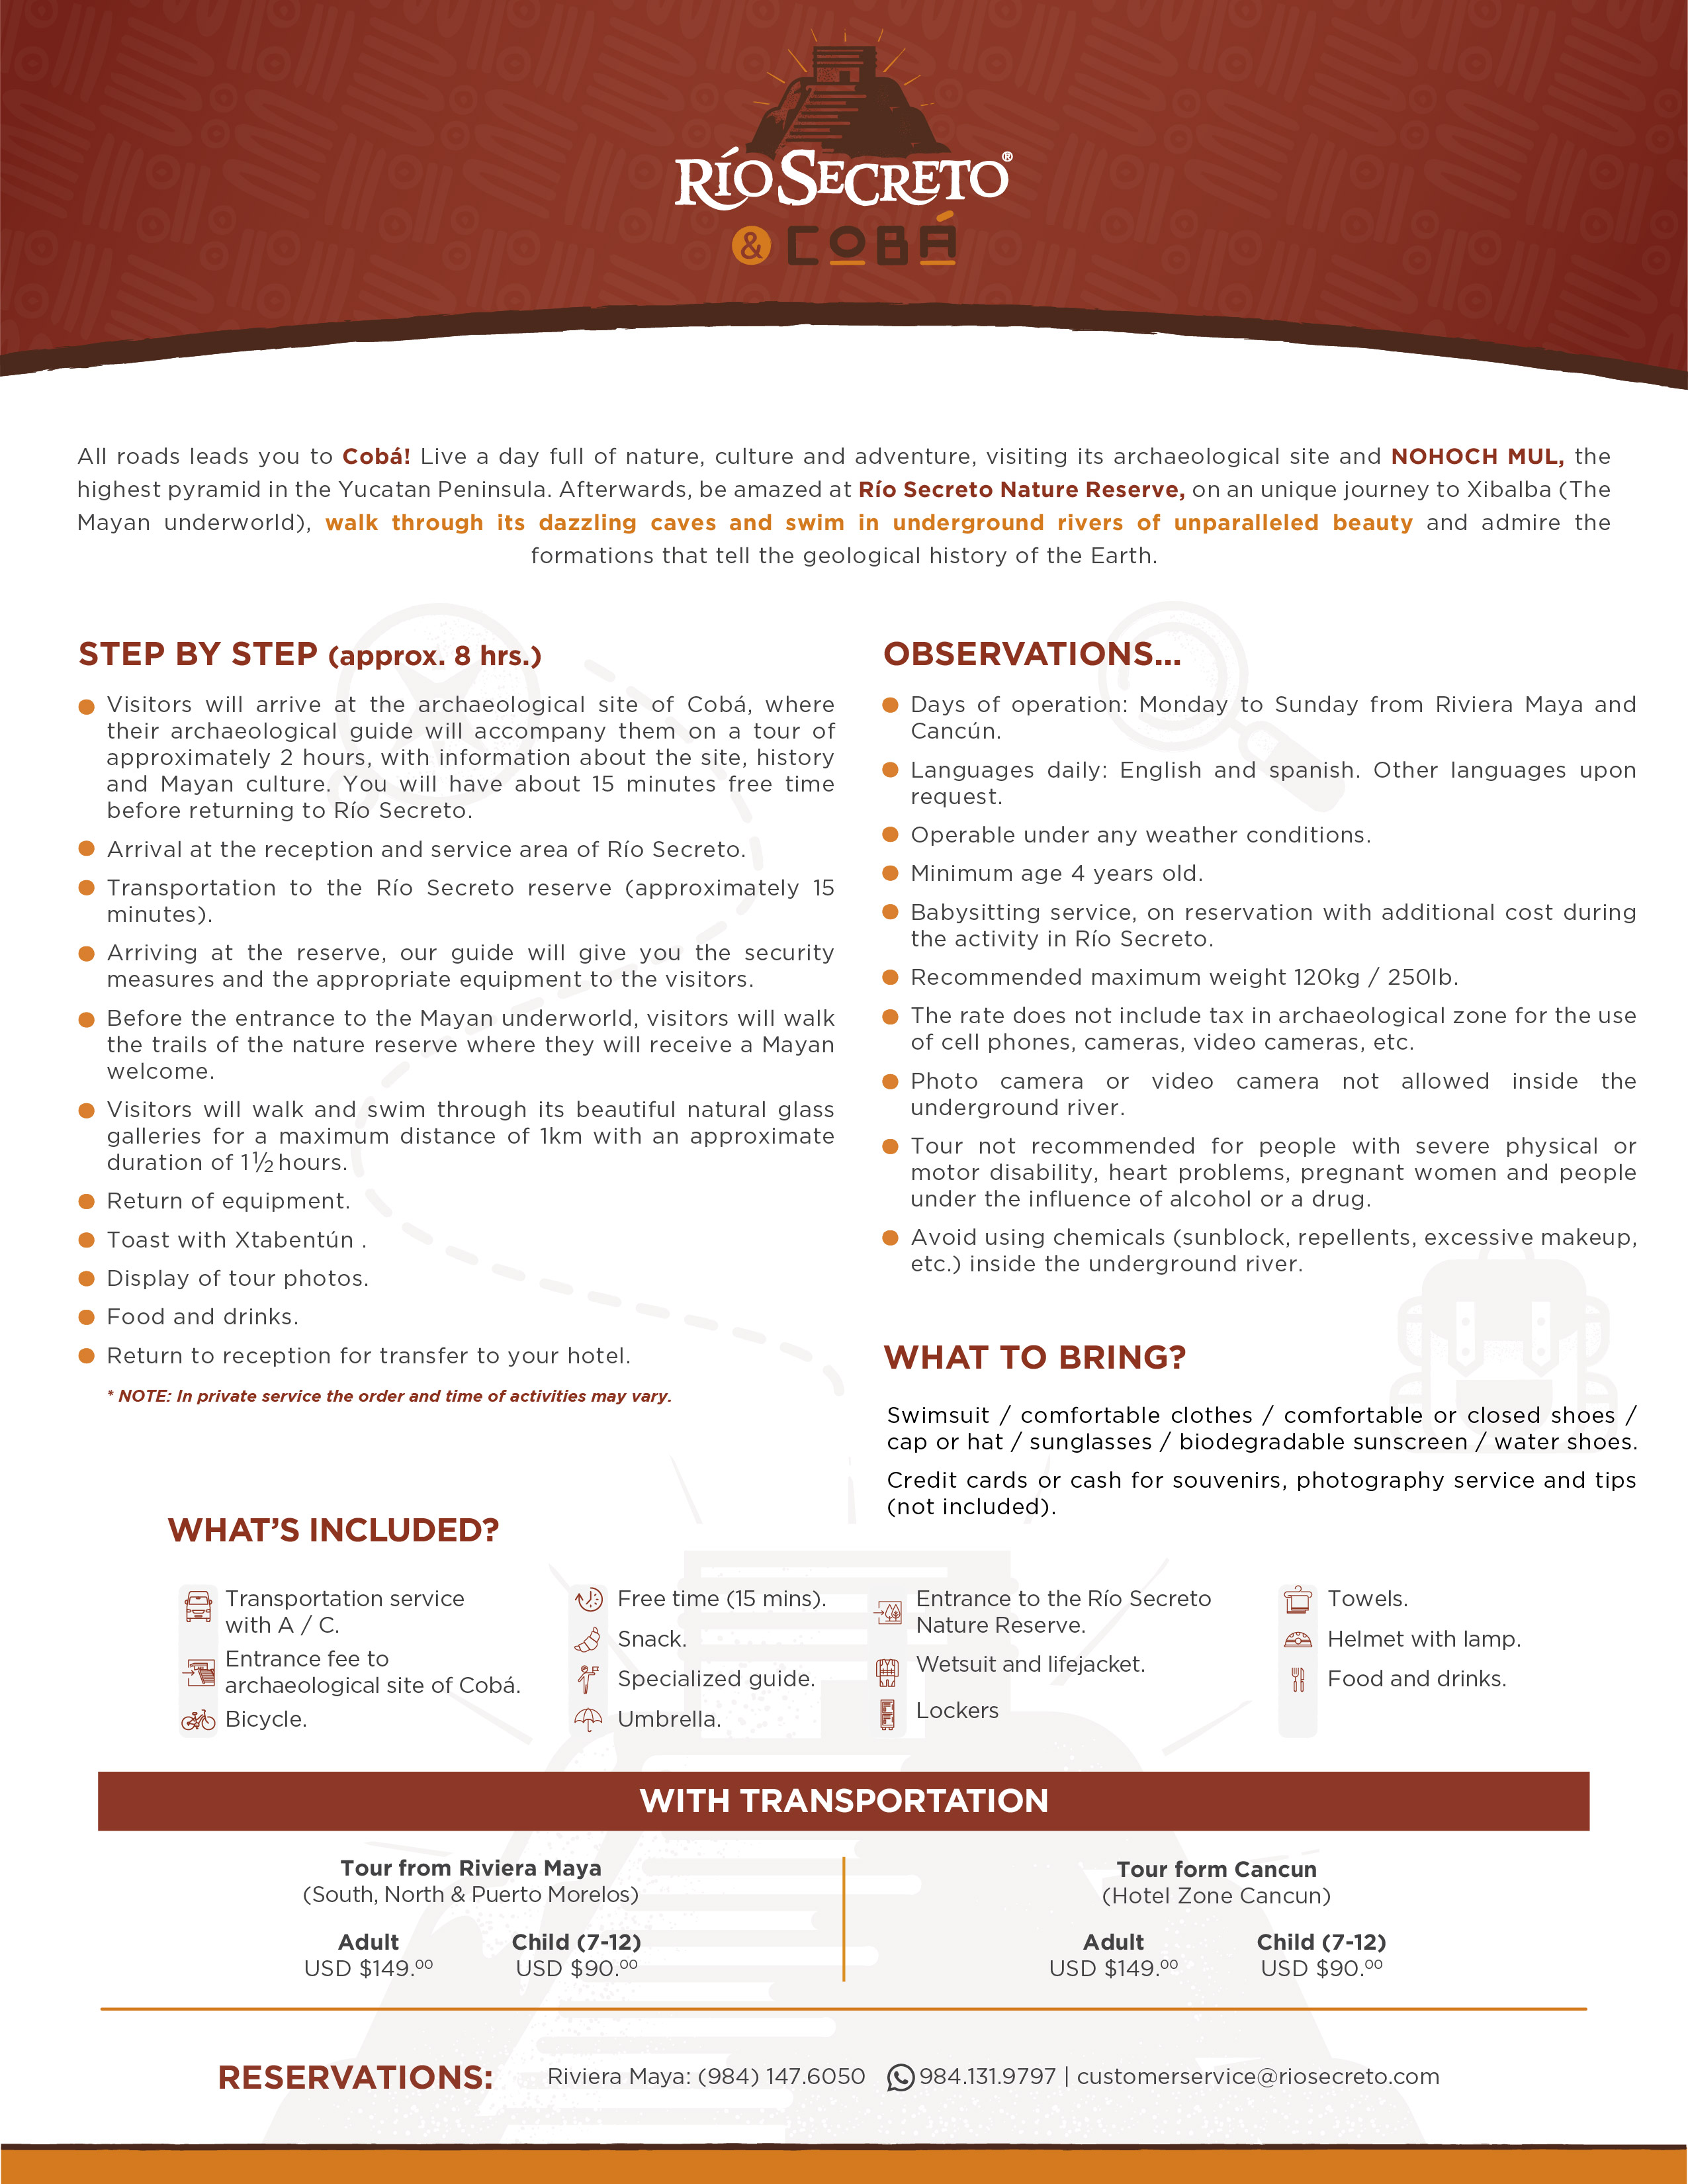 RÍO SECRETO®
& COBÁ
All roads leads you to Cobá! Live a day full of nature, culture and adventure, visiting its archaeological site and NOHOCH MUL, the
highest pyramid in the Yucatan Peninsula. Afterwards, be amazed at Río Secreto Nature Reserve, on an unique journey to Xibalba (The
Mayan underworld), walk through its dazzling caves and swim in underground rivers of unparalleled beauty and admire the
formations that tell the geological history of the Earth.
STEP BY STEP (approx. 8 hrs.)
Visitors will arrive at the archaeological site of Cobá, where
their archaeological guide will accompany them on a tour of
approximately 2 hours, with information about the site, history
and Mayan culture. You will have about 15 minutes free time
before returning to Río Secreto.
Arrival at the reception and service area of Río Secreto.
Transportation to the Río Secreto reserve (approximately 15
minutes).
Arriving at the reserve, our guide will give you the security
measures and the appropriate equipment to the visitors.
Before the entrance to the Mayan underworld, visitors will walk
the trails of the nature reserve where they will receive a Mayan
welcome.
Visitors will walk and swim through its beautiful natural glass
galleries for a maximum distance of 1km with an approximate
duration of 1½ hours.
Return of equipment.
Toast with Xtabentún .
Display of tour photos.
Food and drinks.
Return to reception for transfer to your hotel.
* NOTE: In private service the order and time of activities may vary.
OBSERVATIONS...
Days of operation: Monday to Sunday from Riviera Maya and
Cancún.
Languages daily: English and spanish. Other languages upon
request.
Operable under any weather conditions.
Minimum age 4 years old.
Babysitting service, on reservation with additional cost during
the activity in Río Secreto.
Recommended maximum weight 120kg / 250lb.
The rate does not include tax in archaeological zone for the use
of cell phones, cameras, video cameras, etc.
Photo camera or video camera not allowed inside the
underground river.
Tour not recommended for people with severe physical or
motor disability, heart problems, pregnant women and people
under the influence of alcohol or a drug.
Avoid using chemicals (sunblock, repellents, excessive makeup,
etc.) inside the underground river.
WHAT TO BRING?
Swimsuit / comfortable clothes / comfortable or closed shoes /
cap or hat / sunglasses / biodegradable sunscreen / water shoes.
Credit cards or cash for souvenirs, photography service and tips
(not included).
WHAT'S INCLUDED?
Transportation service
with A / C.
Entrance fee to
archaeological site of Cobá.
Bicycle.
Free time (15 mins).
Snack.
Specialized guide.
Umbrella.
Entrance to the Río Secreto
Nature Reserve.
Wetsuit and lifejacket.
Lockers
Towels.
Helmet with lamp.
Food and drinks.
WITH TRANSPORTATION
Tour from Riviera Maya
(South, North & Puerto Morelos)
Adult Child (7-12)
USD $149.00 USD $90.00
Tour form Cancun
(Hotel Zone Cancun)
Adult Child (7-12)
USD $149.00 USD $90.00
RESERVATIONS: Riviera Maya: (984) 147.6050 984.131.9797 | customerservice@riosecreto.com